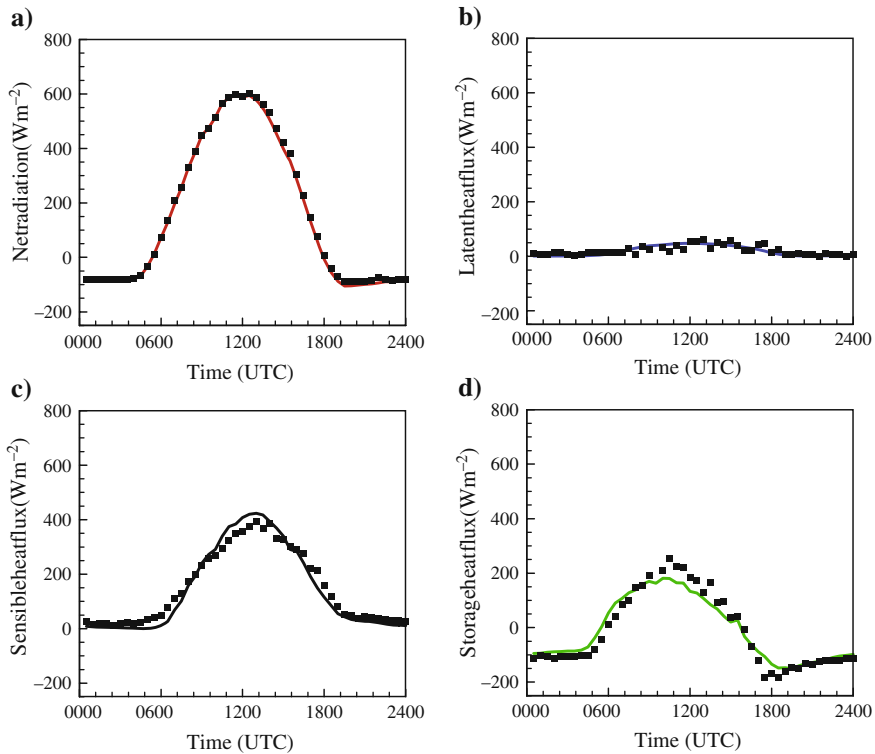 a)
800
600
400
200
0
−200
Netradiation(Wm−2)
0000 0600 1200 1800 2400
Time (UTC)
b)
800
600
400
200
0
−200
Latentheatflux(Wm−2)
0000 0600 1200 1800 2400
Time (UTC)
c)
800
600
400
200
0
−200
Sensibleheatflux(Wm−2)
0000 0600 1200 1800 2400
Time (UTC)
d)
800
600
400
200
0
−200
Storageheatflux(Wm−2)
0000 0600 1200 1800 2400
Time (UTC)